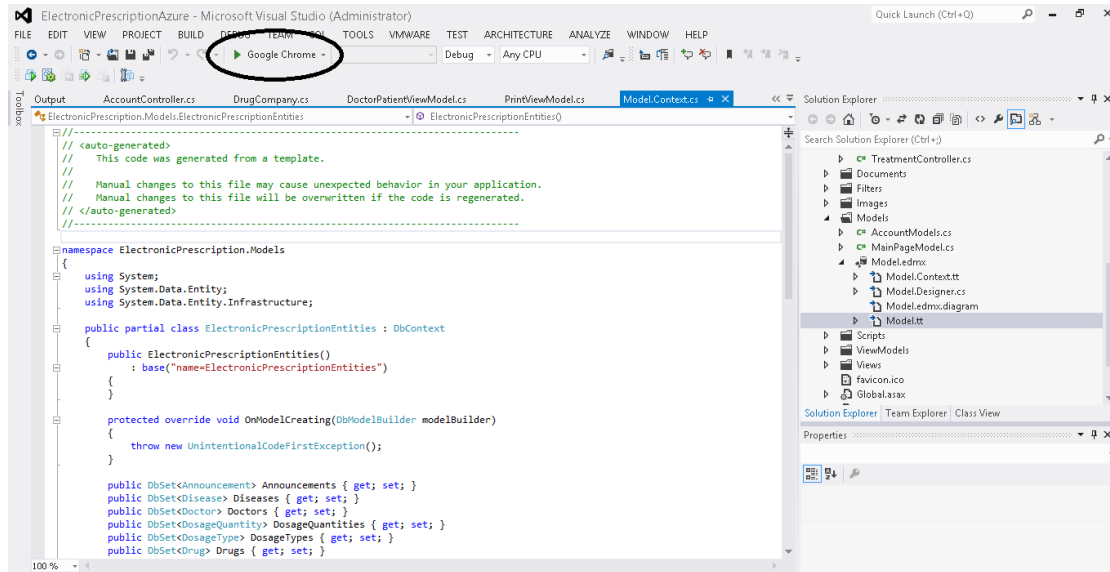 ElectronicPrescriptionAzure - Microsoft Visual Studio (Administrator)
Quick Launch (Ctrl+Q)
FILE EDIT VIEW PROJECT BUILD DEBUG TEAM SQL TOOLS VMWARE TEST ARCHITECTURE ANALYZE WINDOW HELP
Google Chrome Debug Any CPU
Toolbox
Output AccountController.cs DrugCompany.cs DoctorPatientViewModel.cs PrintViewModel.cs Model.Context.cs
ElectronicPrescription.Models.ElectronicPrescriptionEntities ElectronicPrescriptionEntities()
//------------------------------------------------------------------------------
// <auto-generated>
//    This code was generated from a template.
//
//    Manual changes to this file may cause unexpected behavior in your application.
//    Manual changes to this file will be overwritten if the code is regenerated.
// </auto-generated>
//------------------------------------------------------------------------------
namespace ElectronicPrescription.Models
{
using System;
using System.Data.Entity;
using System.Data.Entity.Infrastructure;
public partial class ElectronicPrescriptionEntities : DbContext
{
public ElectronicPrescriptionEntities()
: base("name=ElectronicPrescriptionEntities")
{
}
protected override void OnModelCreating(DbModelBuilder modelBuilder)
{
throw new UnintentionalCodeFirstException();
}
public DbSet<Announcement> Announcements { get; set; }
public DbSet<Disease> Diseases { get; set; }
public DbSet<Doctor> Doctors { get; set; }
public DbSet<DosageQuantity> DosageQuantities { get; set; }
public DbSet<DosageType> DosageTypes { get; set; }
public DbSet<Drug> Drugs { get; set; }
100 %
Solution Explorer
Search Solution Explorer (Ctrl+;)
C# TreatmentController.cs
Documents
Filters
Images
Models
C# AccountModels.cs
C# MainPageModel.cs
Model.edmx
Model.Context.tt
Model.Designer.cs
Model.edmx.diagram
Model.tt
Scripts
ViewModels
Views
favicon.ico
Global.asax
Solution Explorer Team Explorer Class View
Properties